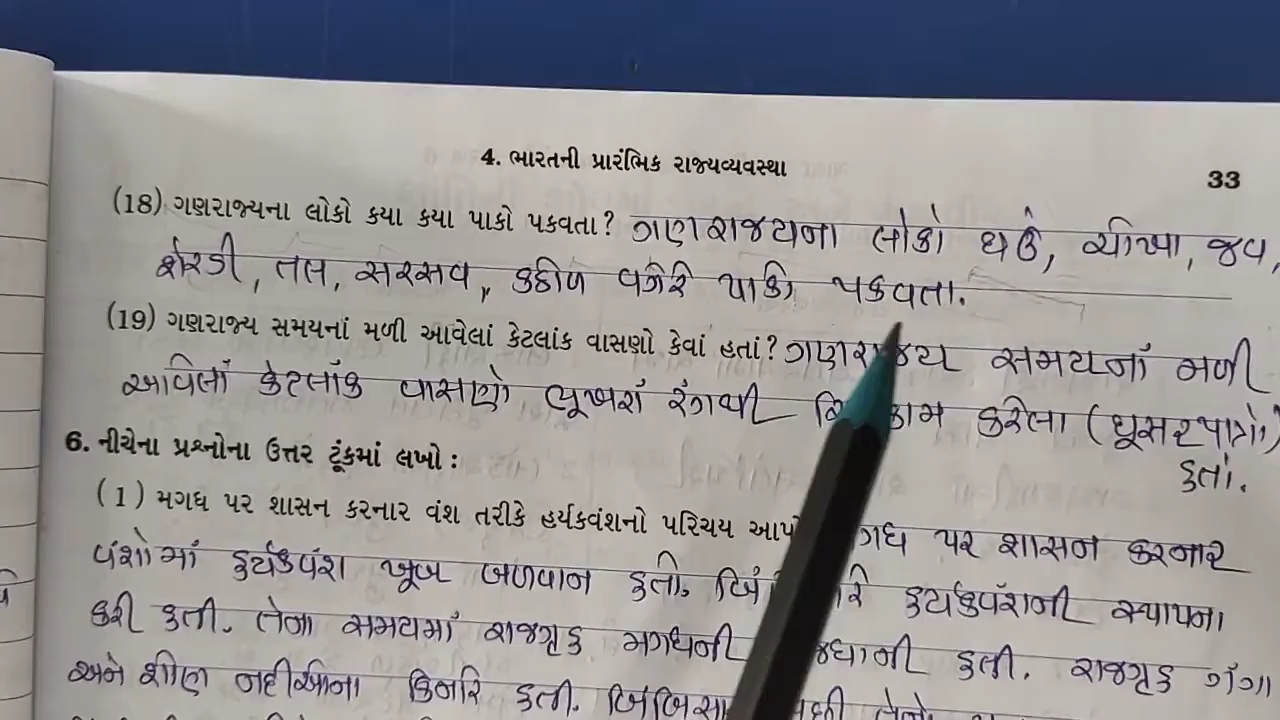 4. ભારતની પ્રારંભિક રાજ્યવ્યવસ્થા
33
(18) ગણરાજ્યના લોકો કયા કયા પાકો પકવતા? ગણરાજ્યના લોકો ઘઉં, ચોખા, જવ,
શેરડી, તલ, સરસવ, કઠોળ વગેરે પાકો પકવતા.
(19) ગણરાજ્ય સમયનાં મળી આવેલાં કેટલાંક વાસણો કેવાં હતાં? ગણરાજ્ય સમયનાં મળી
આવેલાં કેટલાંક વાસણો ભૂખરાં રંગથી કરેલા (ધૂસરપાત્રો)
હતાં.
6. નીચેના પ્રશ્નોના ઉત્તર ટૂંકમાં લખો :
(1) મગધ પર શાસન કરનાર વંશ તરીકે હર્યકવંશનો પરિચય પર શાસન કરનાર
વંશોમાં હર્યકવંશ ખૂબ બળવાન હતો. હર્યકવંશની સ્થાપના
કરી હતી. તેના સમયમાં રાજગૃહ મગધની હતી. રાજગૃહ ગંગા
અને શોણ નદીઓના કિનારે હતી.